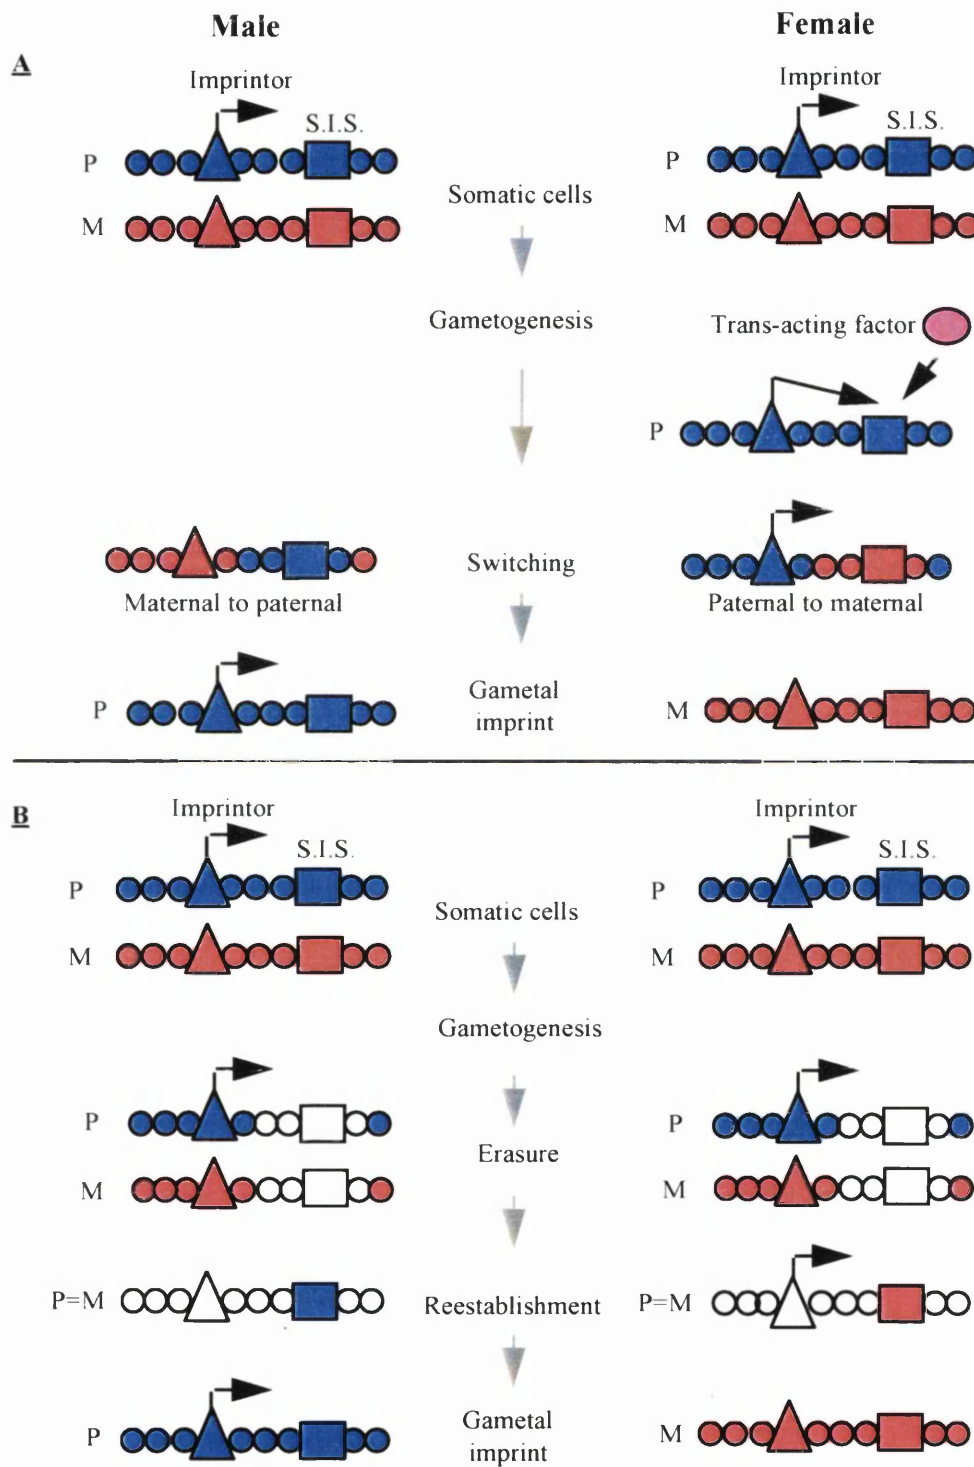 Male
Female
A
Imprintor
Imprintor
S.I.S.
S.I.S.
P
P
Somatic cells
M
M
Gametogenesis
Trans-acting factor
P
Switching
Maternal to paternal
Paternal to maternal
P
Gametal
imprint
M
B
Imprintor
Imprintor
S.I.S.
S.I.S.
P
P
Somatic cells
M
M
Gametogenesis
P
P
Erasure
M
M
P=M
Reestablishment
P=M
P
Gametal
imprint
M